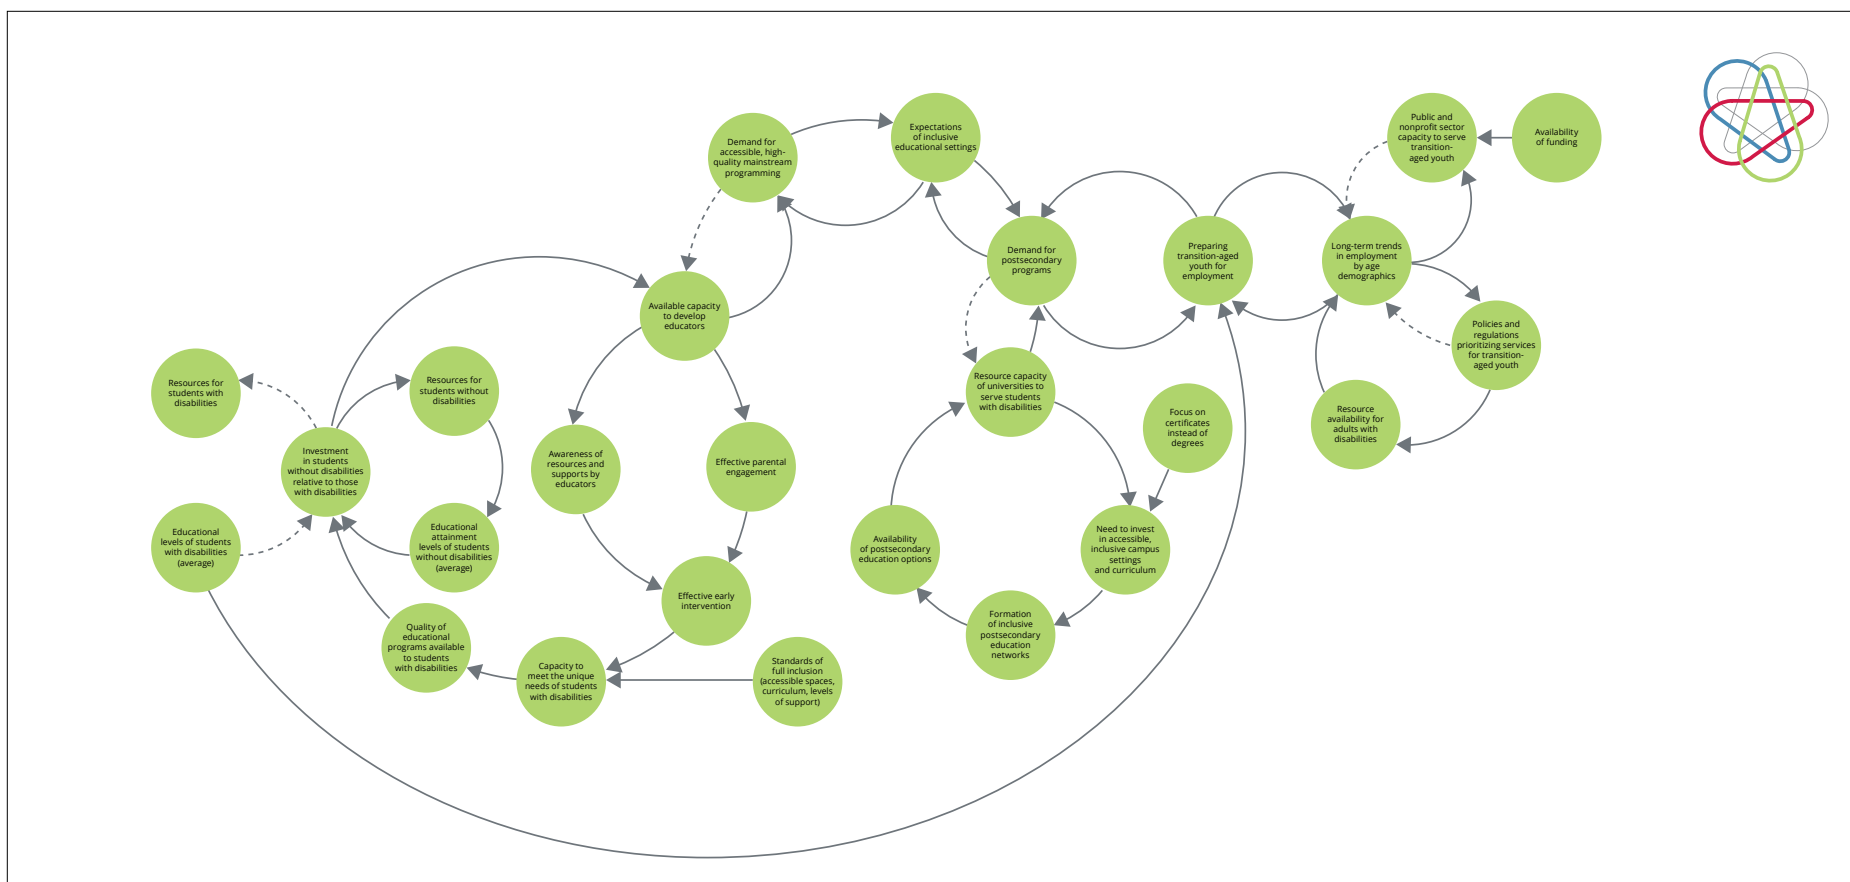 Demand for
accessible, high-
quality mainstream
programming
Expectations
of inclusive
educational settings
Public and
nonprofit sector
capacity to serve
transition-
aged youth
Availability
of funding
Demand for
postsecondary
programs
Preparing
transition-aged
youth for
employment
Long-term trends
in employment
by age
demographics
Available capacity
to develop
educators
Policies and
regulations
prioritizing services
for transition-
aged youth
Resources for
students with
disabilities
Resources for
students without
disabilities
Resource capacity
of universities to
serve students
with disabilities
Focus on
certificates
instead of
degrees
Resource
availability for
adults with
disabilities
Investment
in students
without disabilities
relative to those
with disabilities
Awareness of
resources and
supports by
educators
Effective parental
engagement
Educational
levels of students
with disabilities
(average)
Educational
attainment
levels of students
without disabilities
(average)
Availability
of postsecondary
education options
Need to invest
in accessible,
inclusive campus
settings
and curriculum
Effective early
intervention
Formation
of inclusive
postsecondary
education
networks
Quality of
educational
programs available
to students
with disabilities
Capacity to
meet the unique
needs of students
with disabilities
Standards of
full inclusion
(accessible spaces,
curriculum, levels
of support)